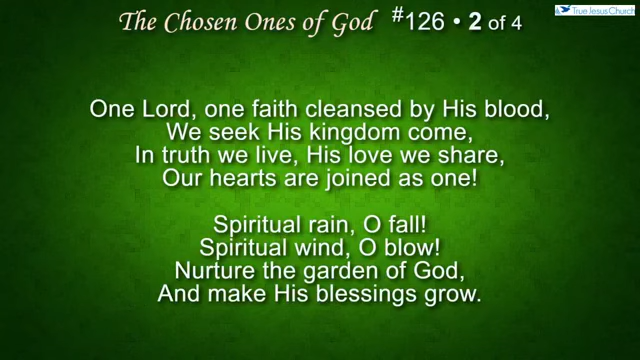 The Chosen Ones of God #126 • 2 of 4
True Jesus Church
One Lord, one faith cleansed by His blood,
We seek His kingdom come,
In truth we live, His love we share,
Our hearts are joined as one!
Spiritual rain, O fall!
Spiritual wind, O blow!
Nurture the garden of God,
And make His blessings grow.